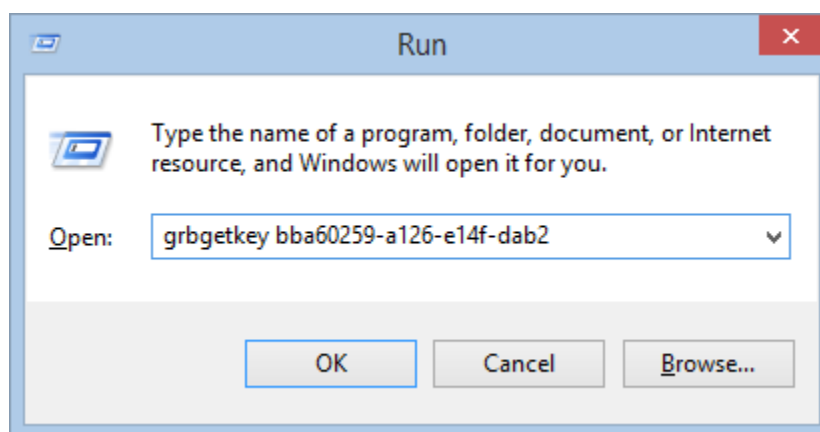 Run
Type the name of a program, folder, document, or Internet
resource, and Windows will open it for you.
Open: grbgetkey bba60259-a126-e14f-dab2
OK Cancel Browse...